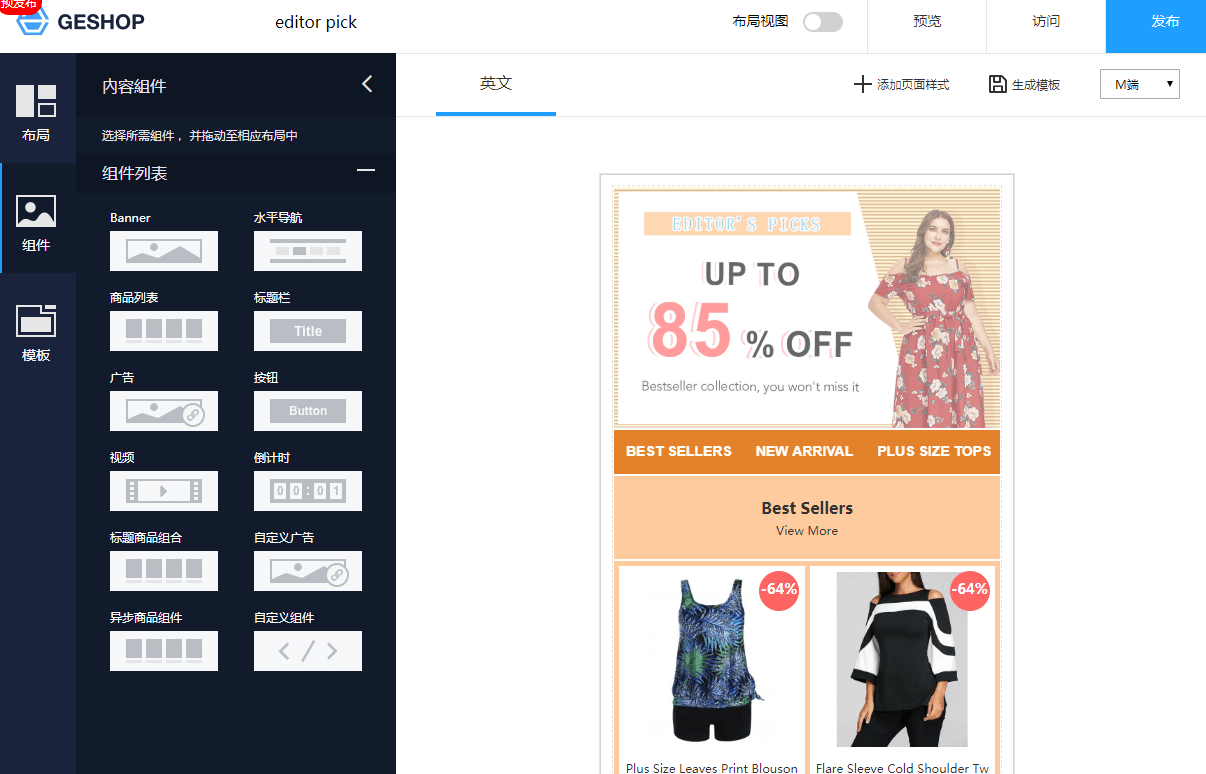 预发布
GESHOP
editor pick
布局视图
预览
访问
发布
布局
组件
模板
内容組件
选择所需組件 ，并拖动至相应布局中
组件列表
Banner
水平导航
商品列表
标题栏
Title
广告
按钮
Button
视频
倒计时
00:01
标题商品组合
自定义广告
异步商品组件
自定义组件
英文
添加页面样式
生成模板
M端
EDITOR'S PICKS
UP TO
85 % OFF
Bestseller collection, you won't miss it
BEST SELLERS NEW ARRIVAL PLUS SIZE TOPS
Best Sellers
View More
-64%
-64%
Plus Size Leaves Print Blouson
Flare Sleeve Cold Shoulder Tw